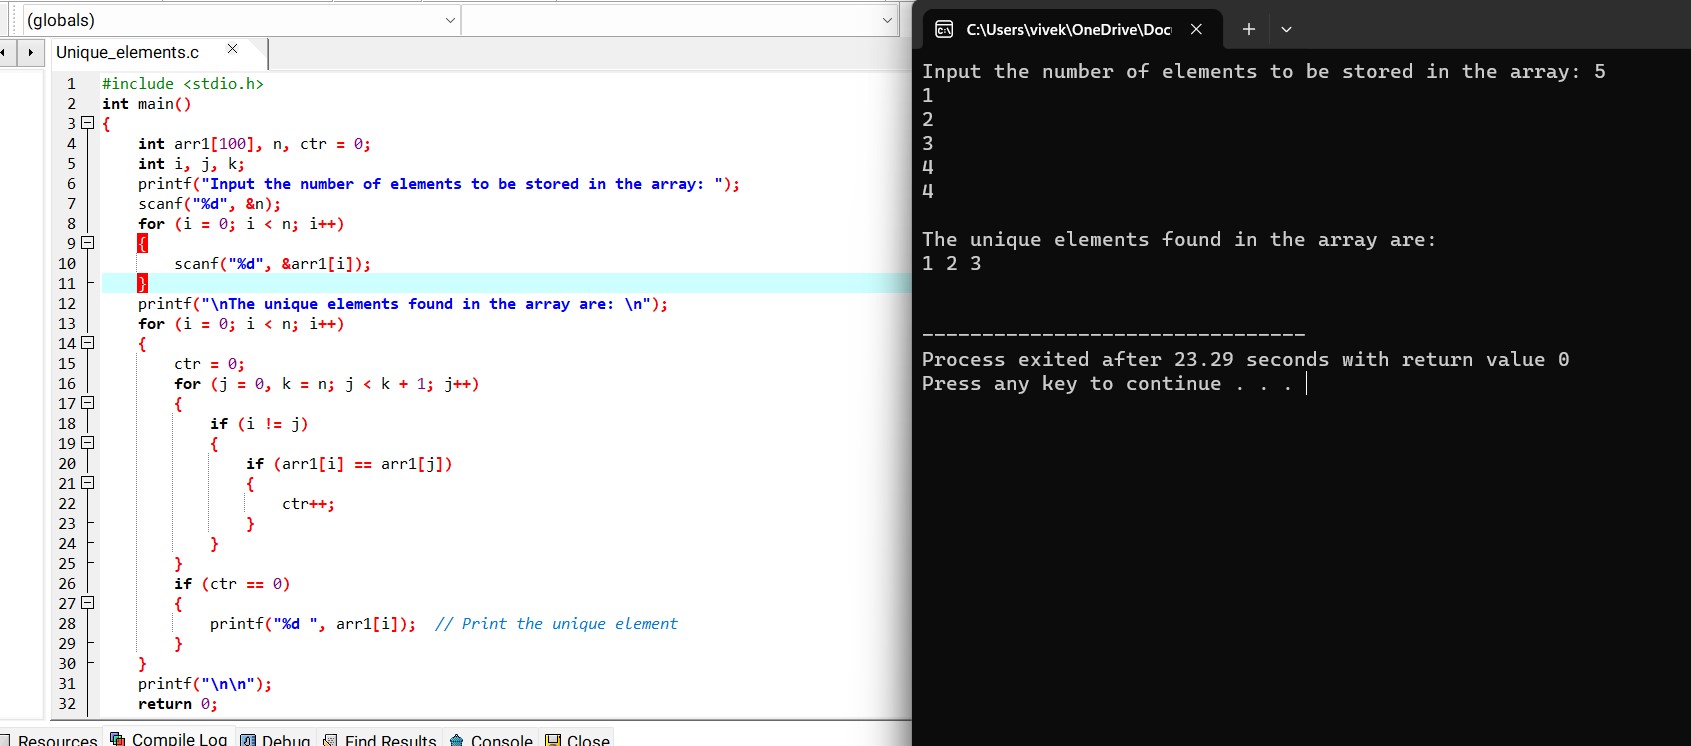 (globals)
Unique_elements.c
1 #include <stdio.h>
2 int main()
3 {
4 int arr1[100], n, ctr = 0;
5 int i, j, k;
6 printf("Input the number of elements to be stored in the array: ");
7 scanf("%d", &n);
8 for (i = 0; i < n; i++)
9 {
10 scanf("%d", &arr1[i]);
11 }
12 printf("\nThe unique elements found in the array are: \n");
13 for (i = 0; i < n; i++)
14 {
15 ctr = 0;
16 for (j = 0, k = n; j < k + 1; j++)
17 {
18 if (i != j)
19 {
20 if (arr1[i] == arr1[j])
21 {
22 ctr++;
23 }
24 }
25 }
26 if (ctr == 0)
27 {
28 printf("%d ", arr1[i]); // Print the unique element
29 }
30 }
31 printf("\n\n");
32 return 0;
Resources Compile Log Debug Find Results Console Close
C:\Users\vivek\OneDrive\Doc
Input the number of elements to be stored in the array: 5
1
2
3
4
4
The unique elements found in the array are:
1 2 3
--------------------------------
Process exited after 23.29 seconds with return value 0
Press any key to continue . . .